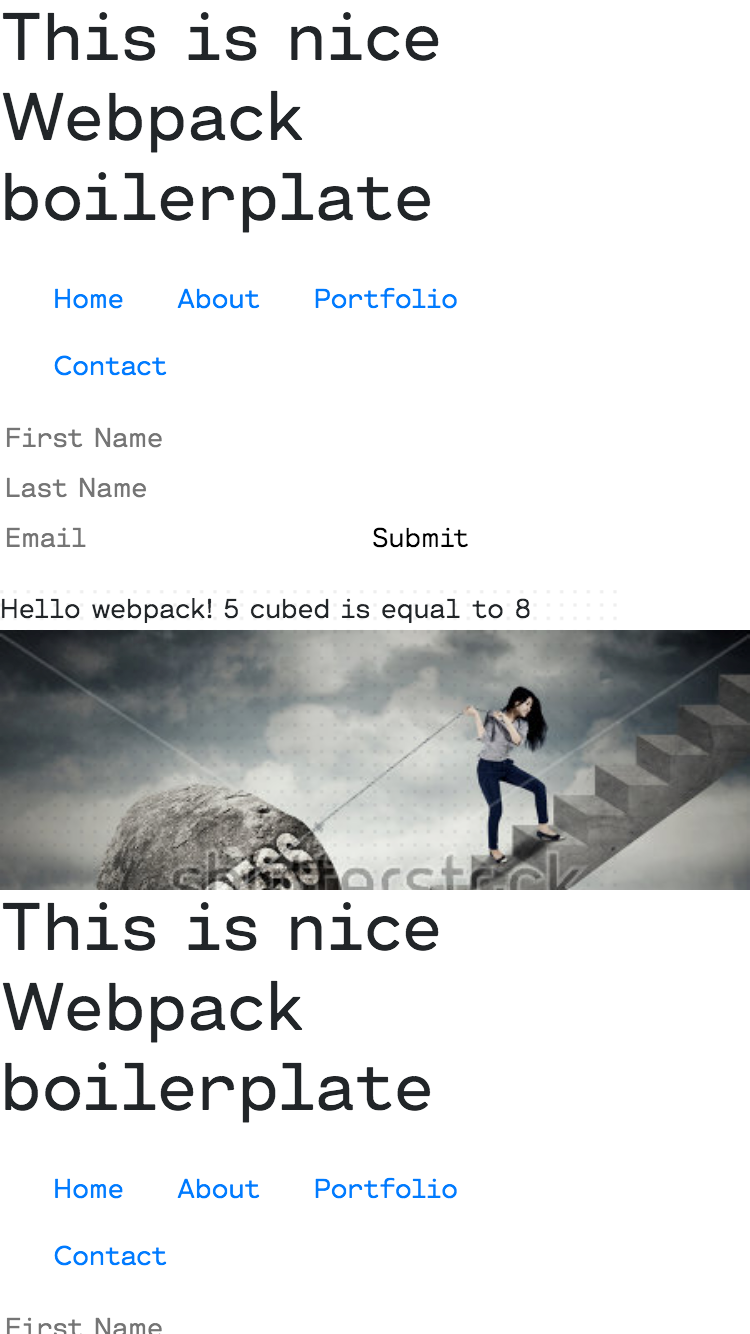 This is nice
Webpack
boilerplate
Home About Portfolio
Contact
First Name
Last Name
Email Submit
Hello webpack! 5 cubed is equal to 8
shutterstock
This is nice
Webpack
boilerplate
Home About Portfolio
Contact
First Name